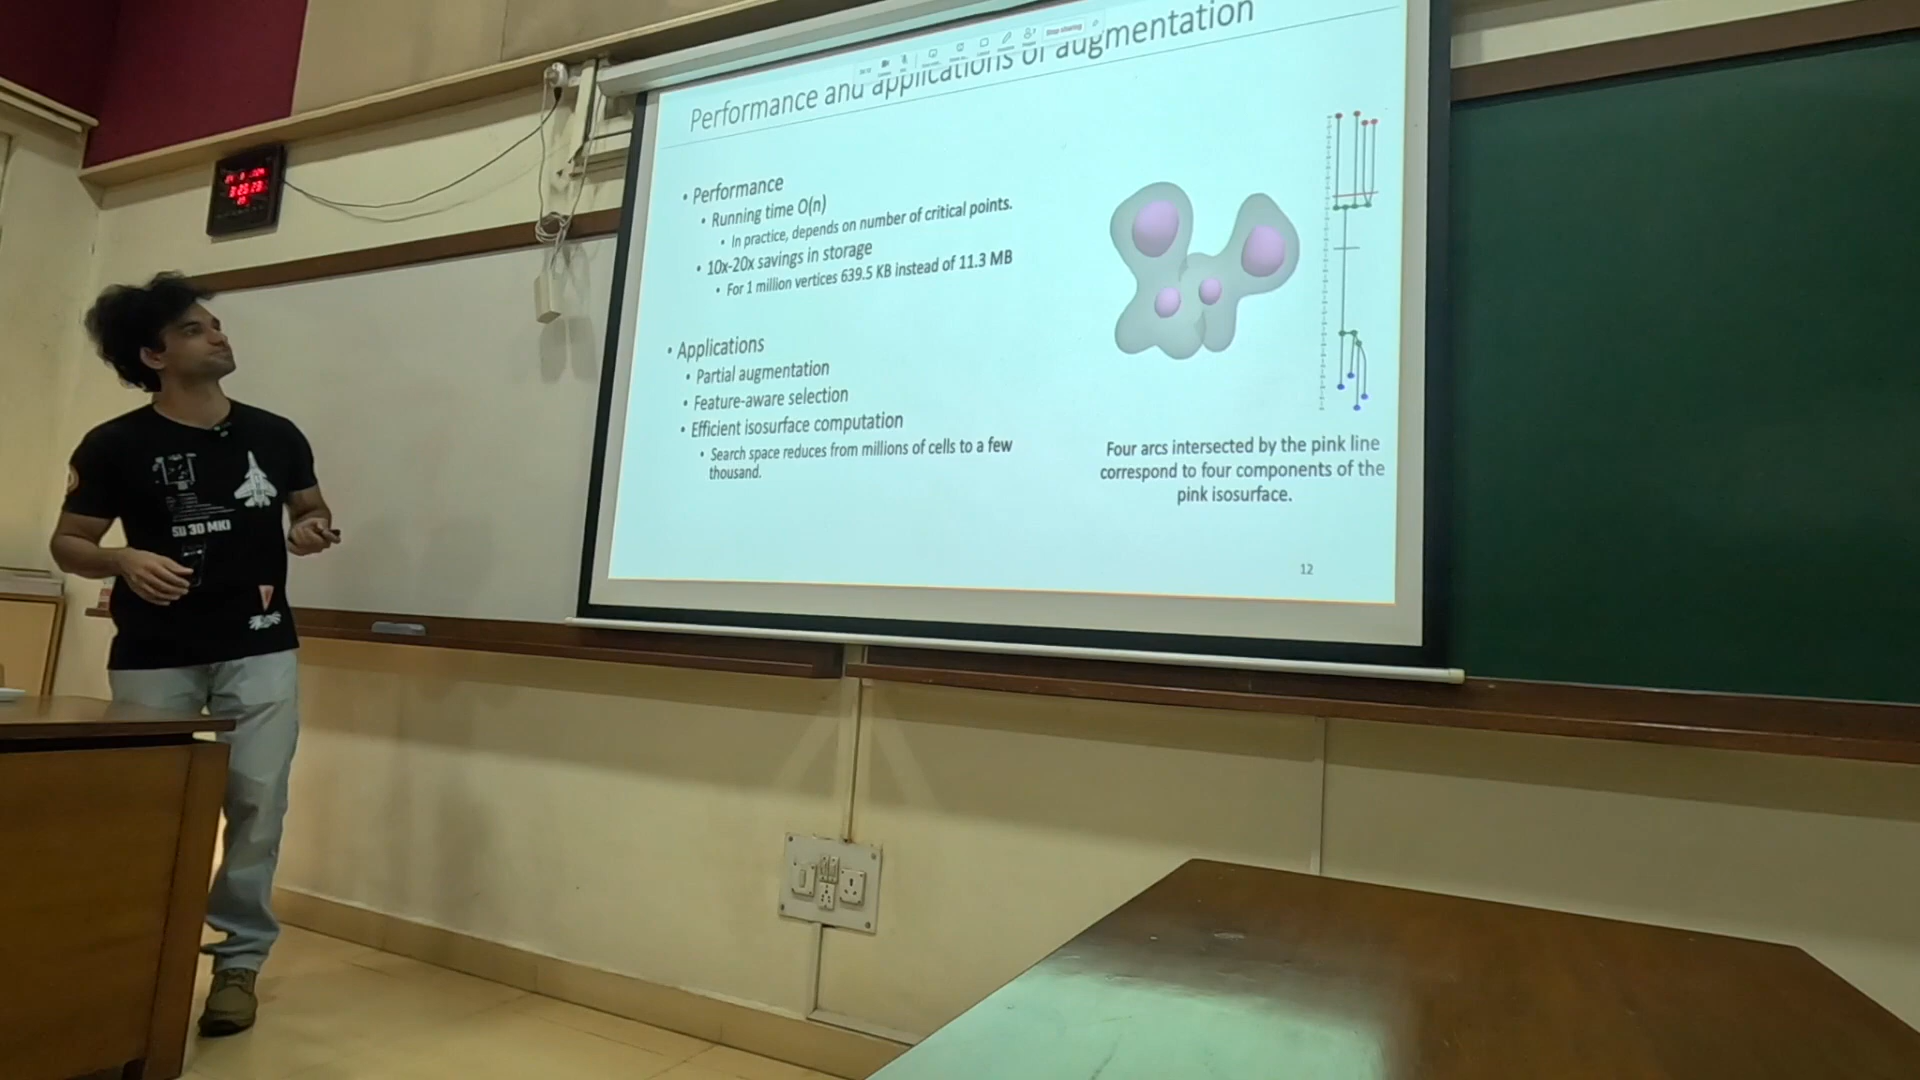 Performance and applications of augmentation
Stop sharing
• Performance
• Running time O(n)
• In practice, depends on number of critical points.
• 10x-20x savings in storage
• For 1 million vertices 639.5 KB instead of 11.3 MB
• Applications
• Partial augmentation
• Feature-aware selection
• Efficient isosurface computation
• Search space reduces from millions of cells to a few
thousand.
Four arcs intersected by the pink line
correspond to four components of the
pink isosurface.
12
SU 30 MKI